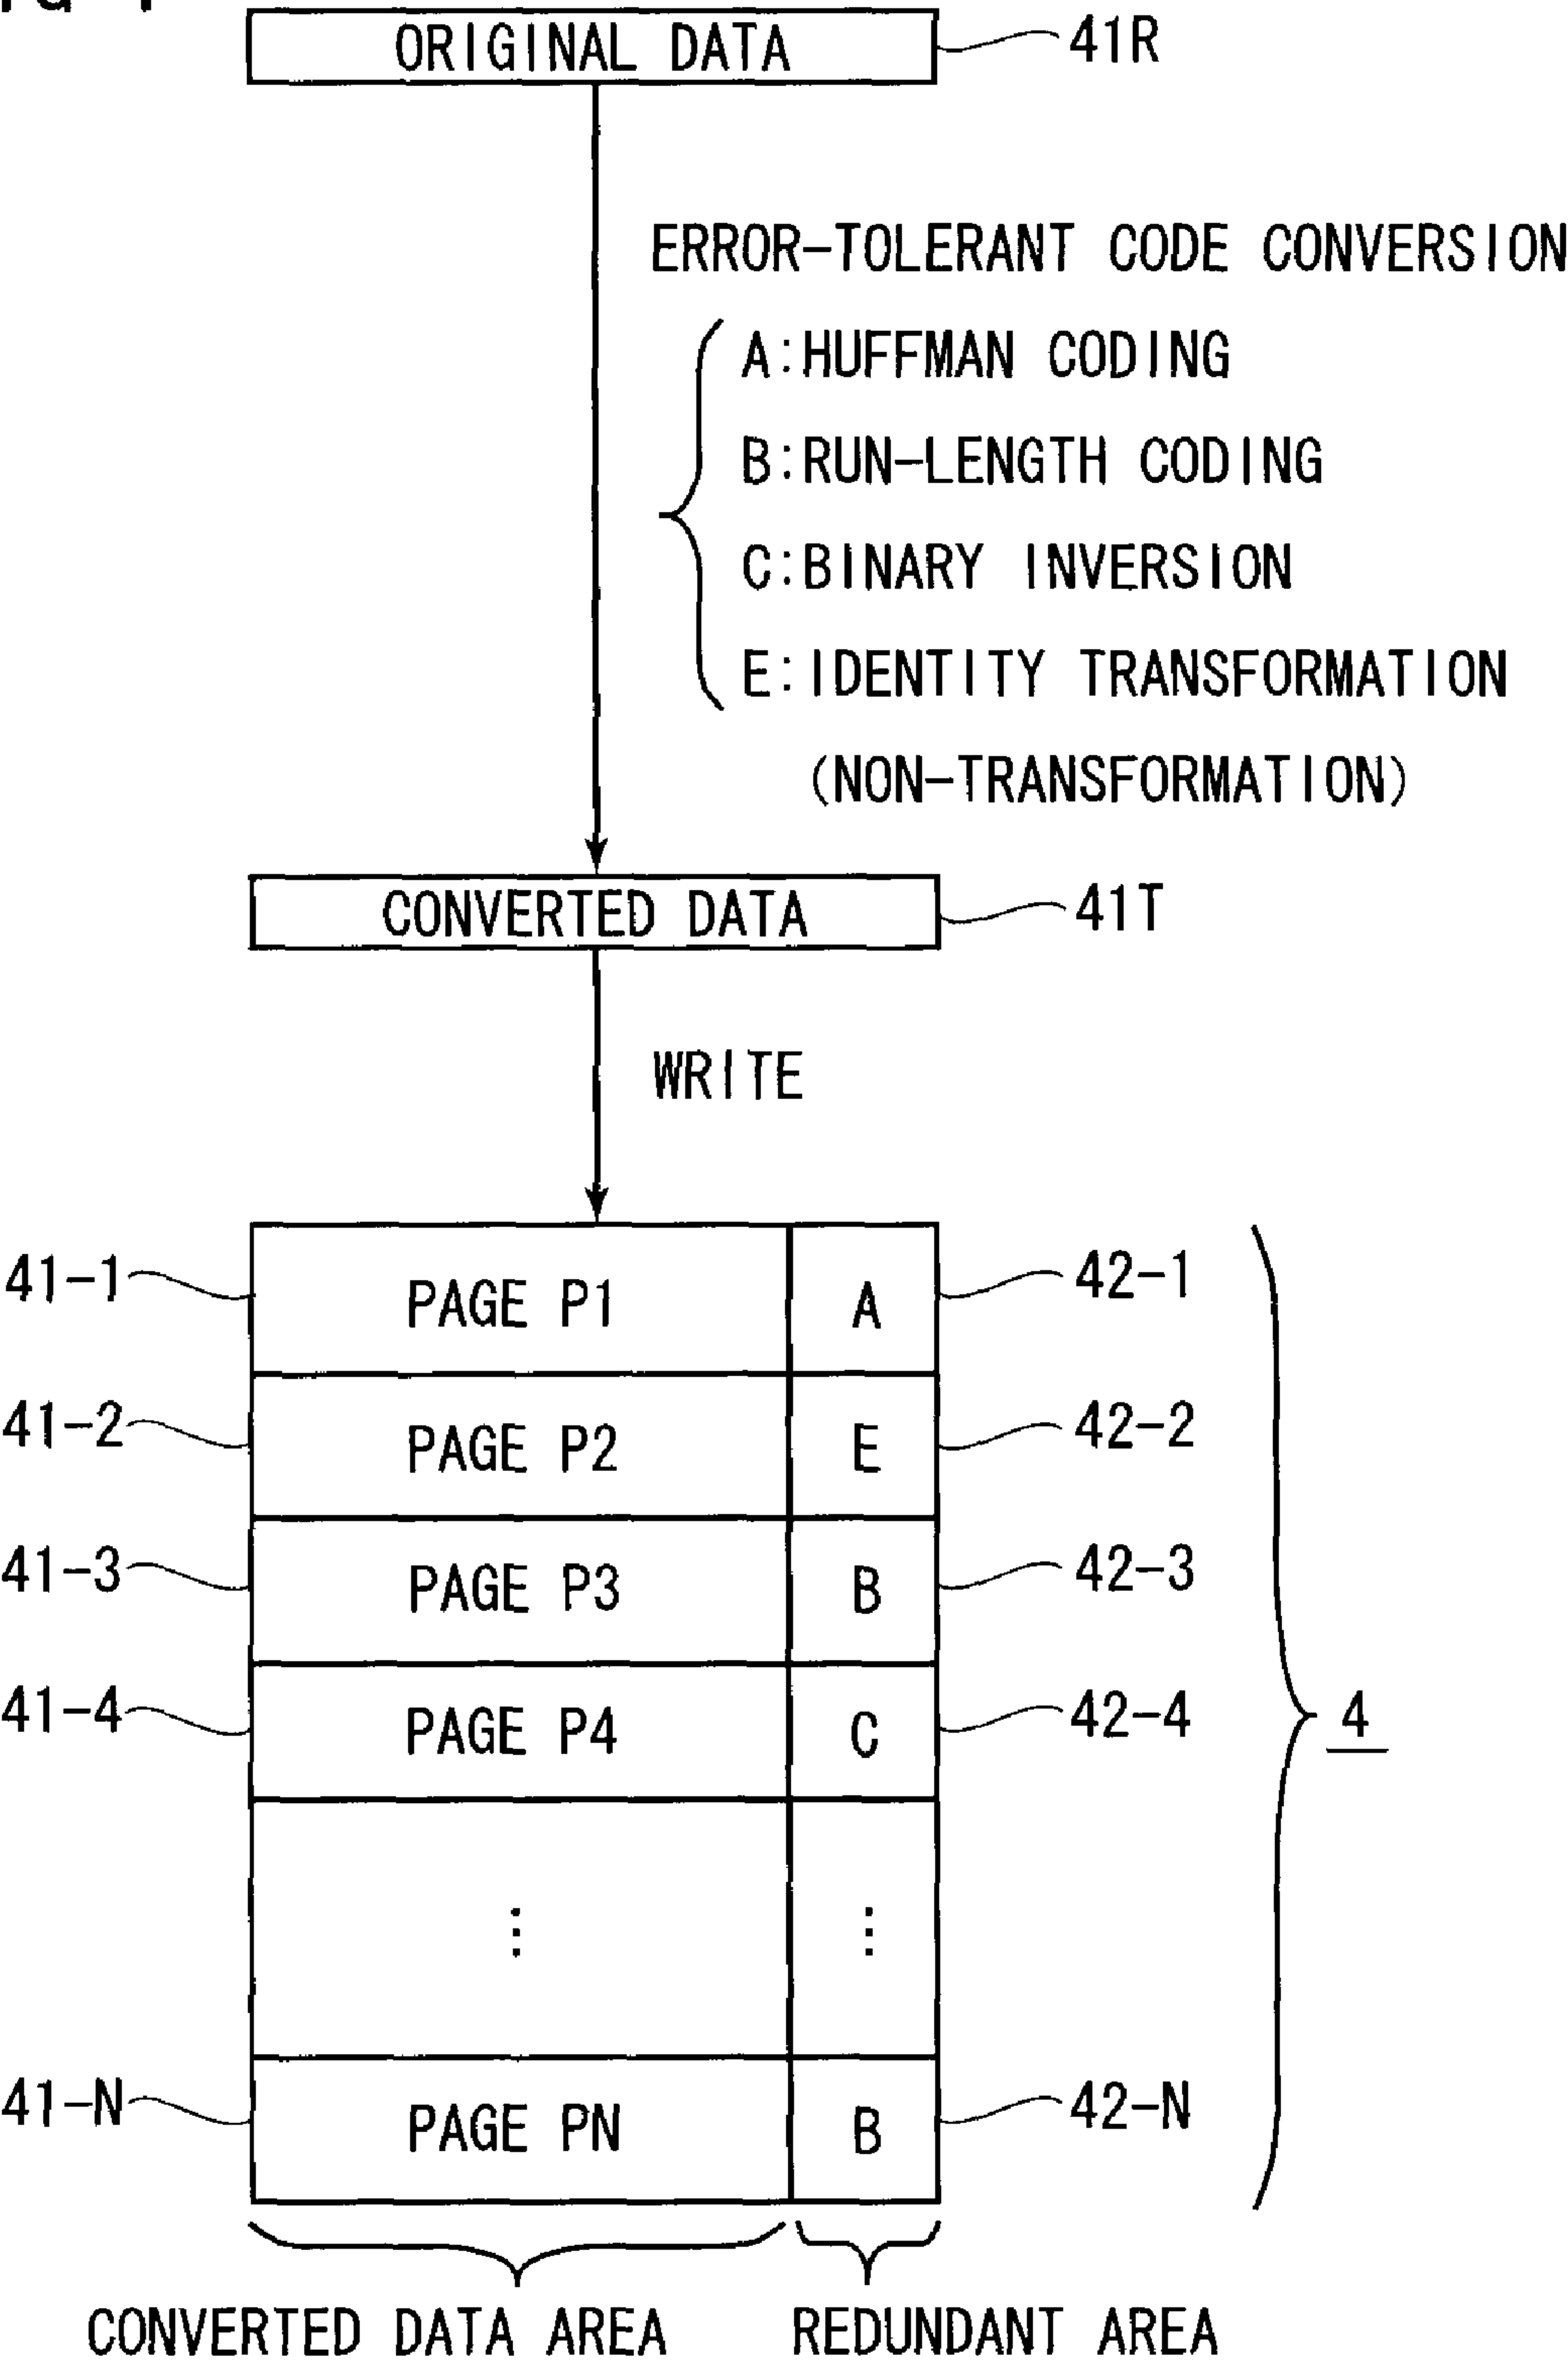 ORIGINAL DATA 41R
ERROR-TOLERANT CODE CONVERSION
A:HUFFMAN CODING
B:RUN-LENGTH CODING
C:BINARY INVERSION
E:IDENTITY TRANSFORMATION
(NON-TRANSFORMATION)
CONVERTED DATA 41T
WRITE
41-1 PAGE P1 A 42-1
41-2 PAGE P2 E 42-2
41-3 PAGE P3 B 42-3
41-4 PAGE P4 C 42-4
4
⋮ ⋮
41-N PAGE PN B 42-N
CONVERTED DATA AREA REDUNDANT AREA